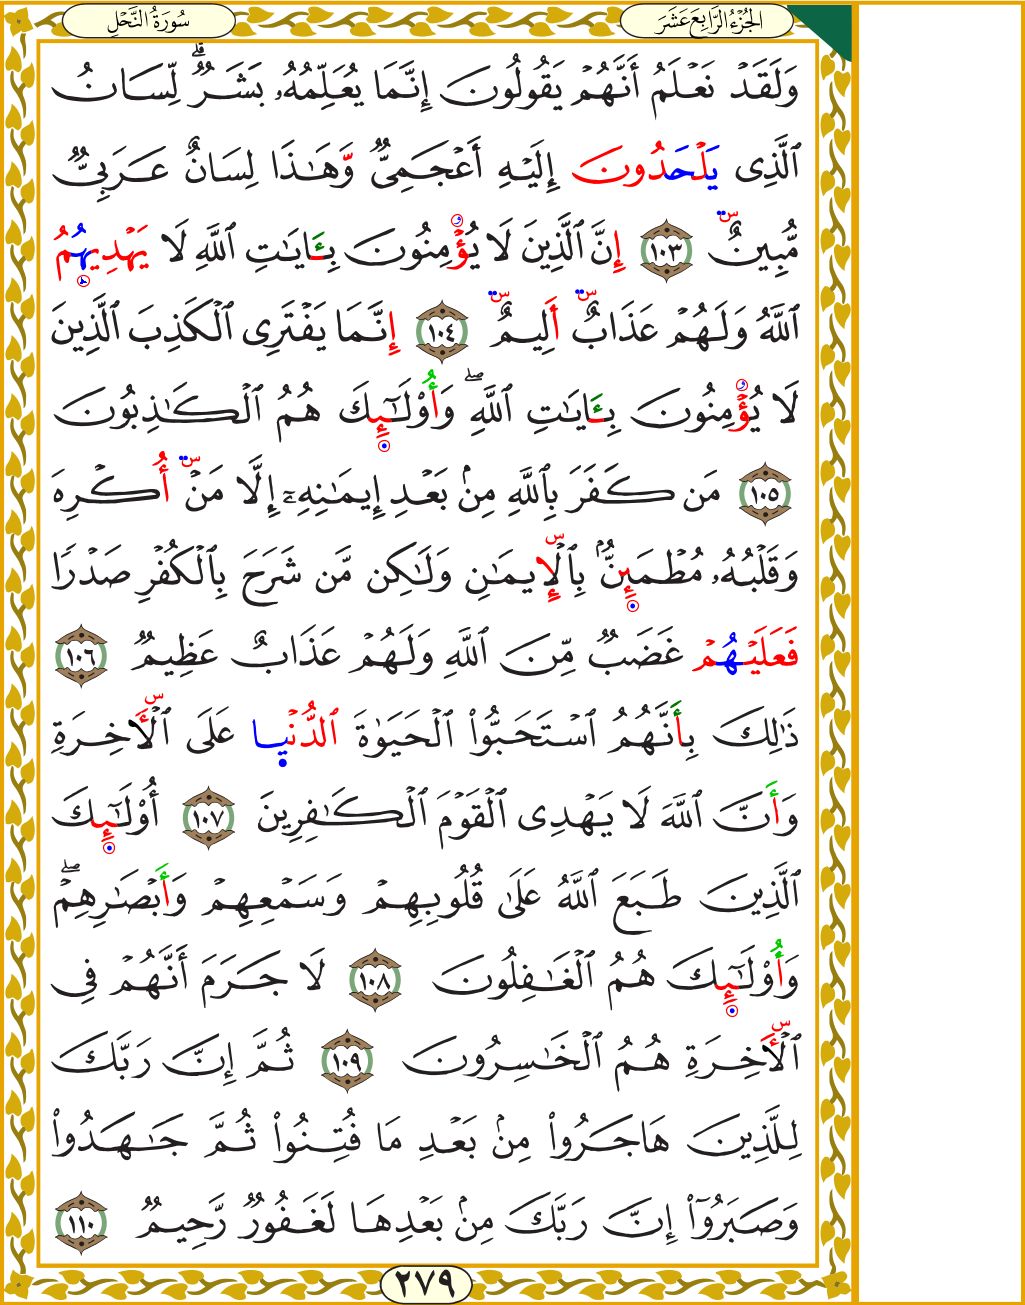 الجُزْءُ الرَّابِعَ عَشَرَ
سُورَةُ النَّحْلِ
وَلَقَدْ نَعْلَمُ أَنَّهُمْ يَقُولُونَ إِنَّمَا يُعَلِّمُهُۥ بَشَرٌۗ لِّسَانُ
ٱلَّذِى يَلْحَدُونَ إِلَيْهِ أَعْجَمِىٌّ وَهَـٰذَا لِسَانٌ عَرَبِىٌّ
مُّبِينٌ ١٠٣ إِنَّ ٱلَّذِينَ لَا يُؤْمِنُونَ بِـَٔايَـٰتِ ٱللَّهِ لَا يَهْدِيهُمُ
ٱللَّهُ وَلَهُمْ عَذَابٌ أَلِيمٌ ١٠٤ إِنَّمَا يَفْتَرِى ٱلْكَذِبَ ٱلَّذِينَ
لَا يُؤْمِنُونَ بِـَٔايَـٰتِ ٱللَّهِۖ وَأُوْلَـٰٓئِكَ هُمُ ٱلْكَـٰذِبُونَ
١٠٥ مَن كَفَرَ بِٱللَّهِ مِنۢ بَعْدِ إِيمَـٰنِهِۦٓ إِلَّا مَنْ أُكْرِهَ
وَقَلْبُهُۥ مُطْمَئِنٌّۢ بِٱلْإِيمَـٰنِ وَلَـٰكِن مَّن شَرَحَ بِٱلْكُفْرِ صَدْرًا
فَعَلَيْهُمْ غَضَبٌ مِّنَ ٱللَّهِ وَلَهُمْ عَذَابٌ عَظِيمٌ ١٠٦
ذَٰلِكَ بِأَنَّهُمُ ٱسْتَحَبُّوا۟ ٱلْحَيَوٰةَ ٱلدُّنْيَا عَلَى ٱلْأَخِرَةِ
وَأَنَّ ٱللَّهَ لَا يَهْدِى ٱلْقَوْمَ ٱلْكَـٰفِرِينَ ١٠٧ أُوْلَـٰٓئِكَ
ٱلَّذِينَ طَبَعَ ٱللَّهُ عَلَىٰ قُلُوبِهِمْ وَسَمْعِهِمْ وَأَبْصَـٰرِهِمْۖ
وَأُوْلَـٰٓئِكَ هُمُ ٱلْغَـٰفِلُونَ ١٠٨ لَا جَرَمَ أَنَّهُمْ فِى
ٱلْأَخِرَةِ هُمُ ٱلْخَـٰسِرُونَ ١٠٩ ثُمَّ إِنَّ رَبَّكَ
لِلَّذِينَ هَاجَرُوا۟ مِنۢ بَعْدِ مَا فُتِنُوا۟ ثُمَّ جَـٰهَدُوا۟
وَصَبَرُوٓا۟ إِنَّ رَبَّكَ مِنۢ بَعْدِهَا لَغَفُورٌ رَّحِيمٌ ١١٠
٢٧٩